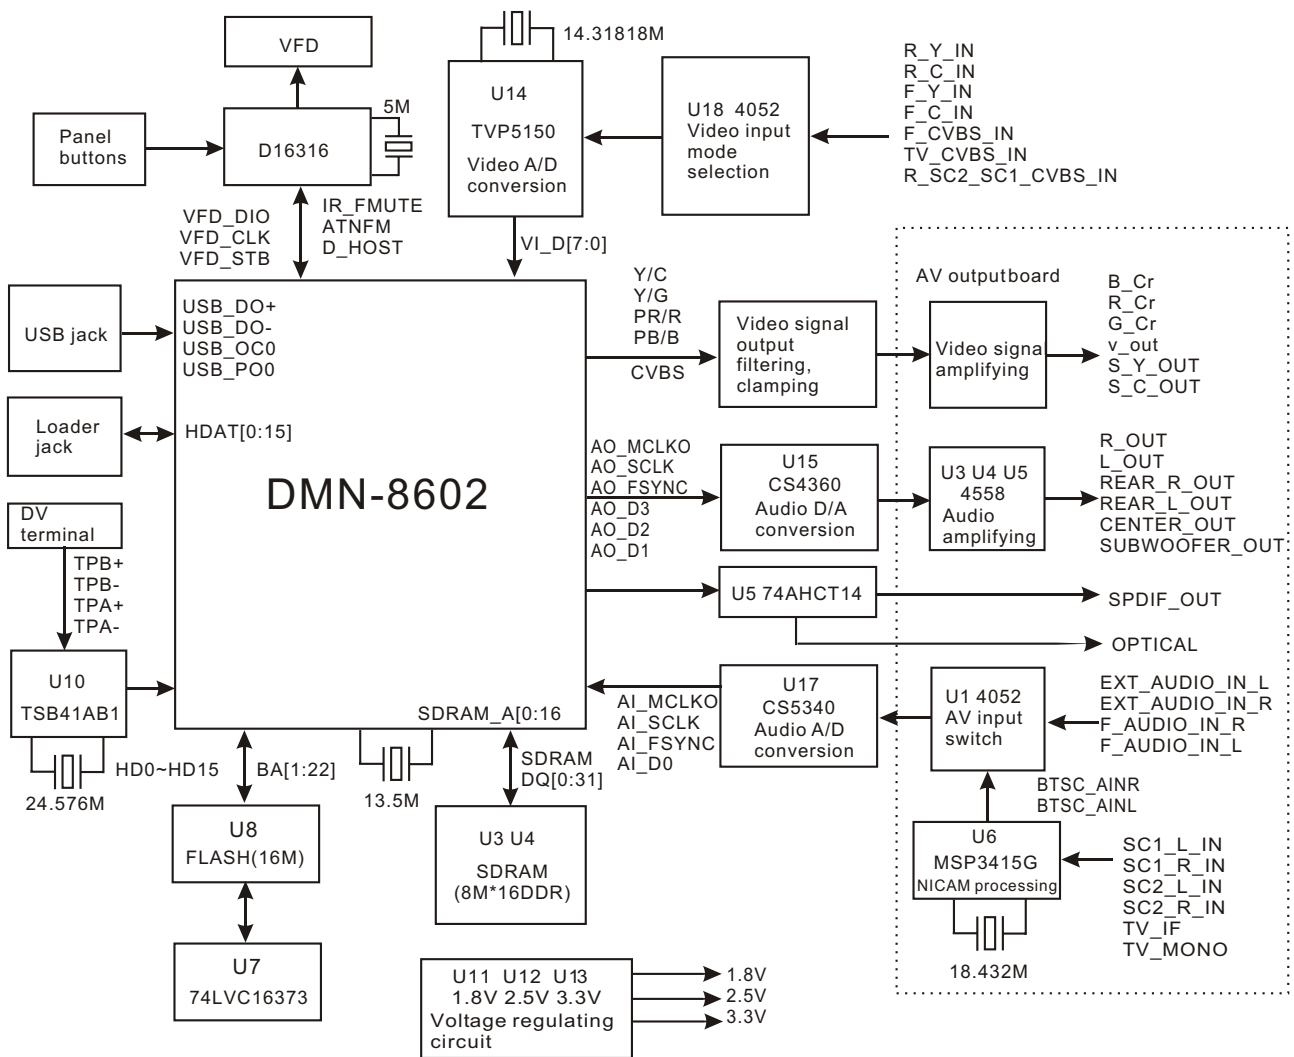 VFD
14.31818M
R_Y_IN
R_C_IN
F_Y_IN
F_C_IN
F_CVBS_IN
TV_CVBS_IN
R_SC2_SC1_CVBS_IN
U14
TVP5150
Video A/D
conversion
U18 4052
Video input
mode
selection
5M
Panel
buttons
D16316
VFD_DIO
VFD_CLK
VFD_STB
IR_FMUTE
ATNFM
D_HOST
VI_D[7:0]
USB jack
USB_DO+
USB_DO-
USB_OC0
USB_PO0
Y/C
Y/G
PR/R
PB/B
CVBS
Video signal
output
filtering,
clamping
AV outputboard
Video signal
amplifying
B_Cr
R_Cr
G_Cr
v_out
S_Y_OUT
S_C_OUT
Loader
jack
HDAT[0:15]
DMN-8602
AO_MCLKO
AO_SCLK
AO_FSYNC
AO_D3
AO_D2
AO_D1
U15
CS4360
Audio D/A
conversion
U3 U4 U5
4558
Audio
amplifying
R_OUT
L_OUT
REAR_R_OUT
REAR_L_OUT
CENTER_OUT
SUBWOOFER_OUT
DV
terminal
TPB+
TPB-
TPA+
TPA-
U5 74AHCT14
SPDIF_OUT
OPTICAL
U10
TSB41AB1
24.576M
SDRAM_A[0:16
AI_MCLKO
AI_SCLK
AI_FSYNC
AI_D0
U17
CS5340
Audio A/D
conversion
U1 4052
AV input
switch
EXT_AUDIO_IN_L
EXT_AUDIO_IN_R
F_AUDIO_IN_R
F_AUDIO_IN_L
HD0~HD15
BA[1:22]
13.5M
SDRAM
DQ[0:31]
BTSC_AINR
BTSC_AINL
U8
FLASH(16M)
U3 U4
SDRAM
(8M*16DDR)
U6
MSP3415G
NICAM processing
SC1_L_IN
SC1_R_IN
SC2_L_IN
SC2_R_IN
TV_IF
TV_MONO
18.432M
U7
74LVC16373
U11 U12 U13
1.8V 2.5V 3.3V
Voltage regulating
circuit
1.8V
2.5V
3.3V